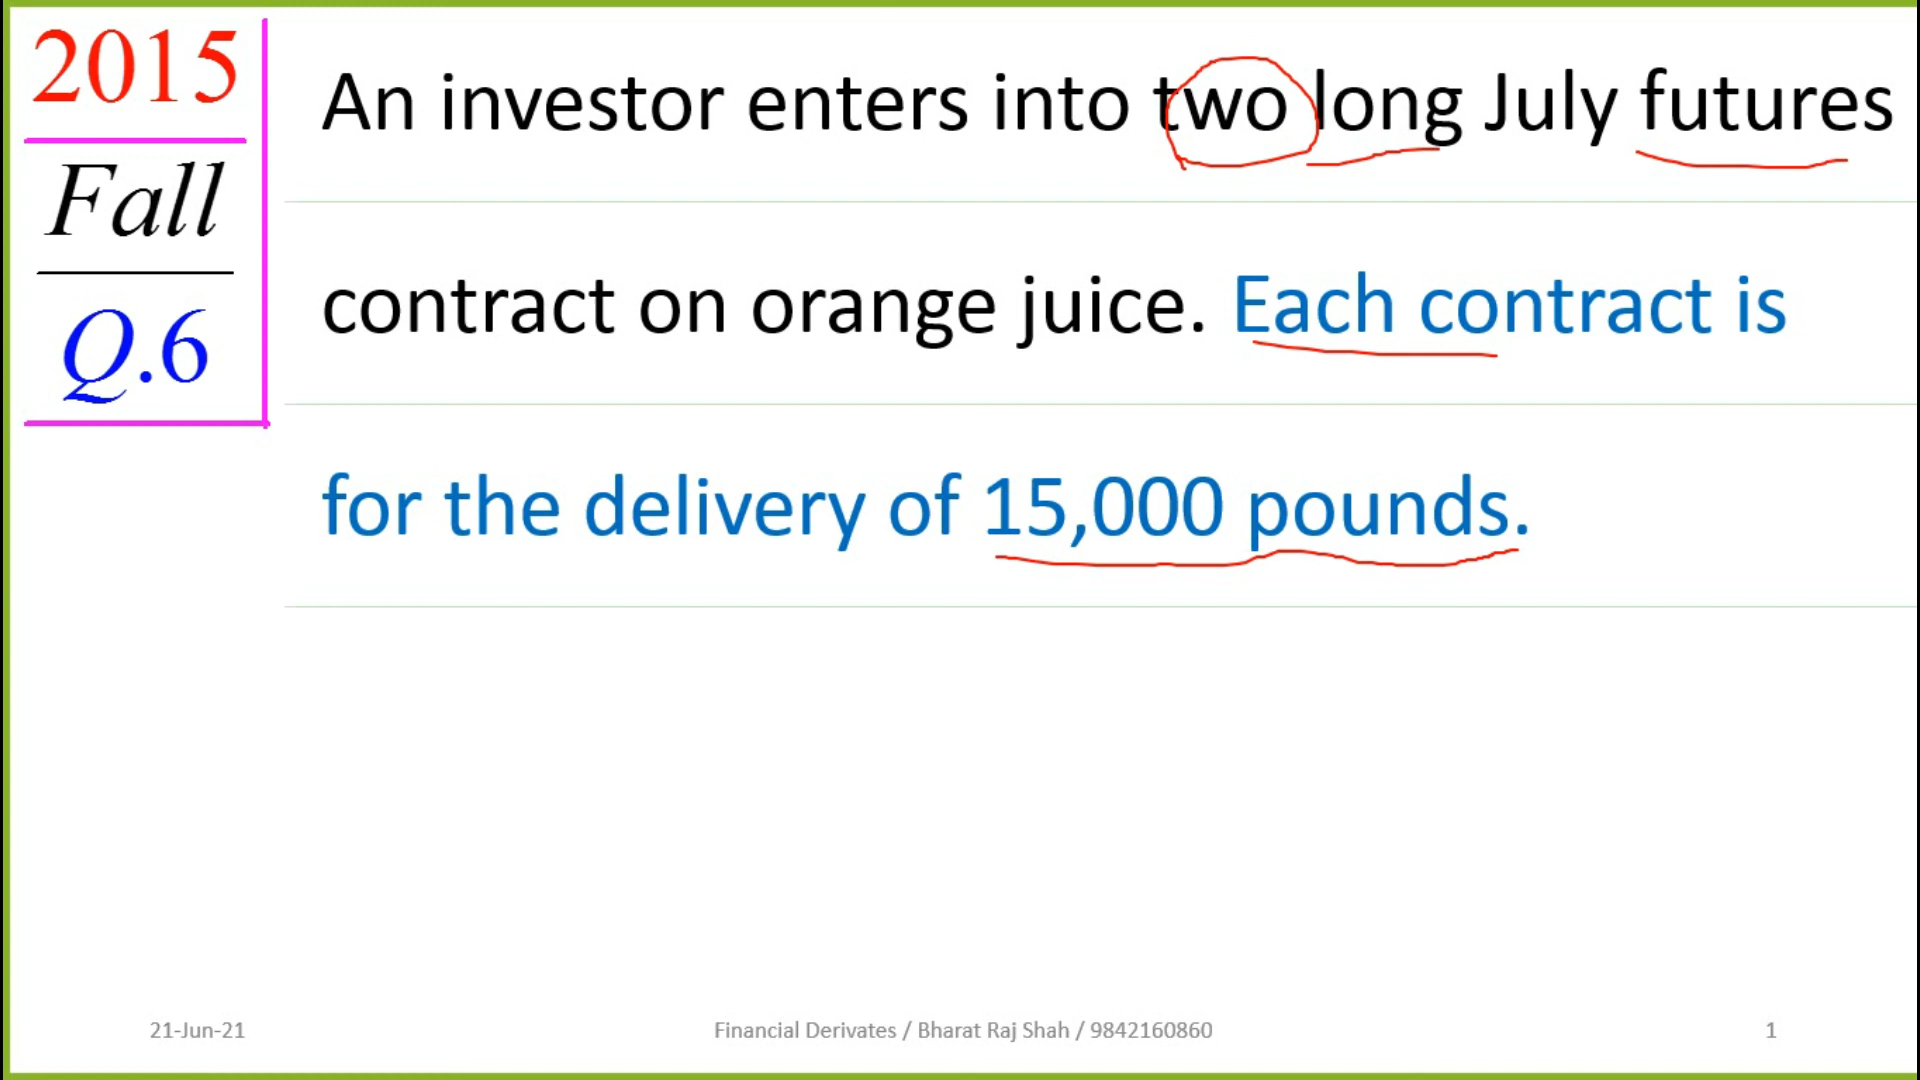 2015
Fall
Q.6
An investor enters into two long July futures
contract on orange juice. Each contract is
for the delivery of 15,000 pounds.
21-Jun-21
Financial Derivates / Bharat Raj Shah / 9842160860
1